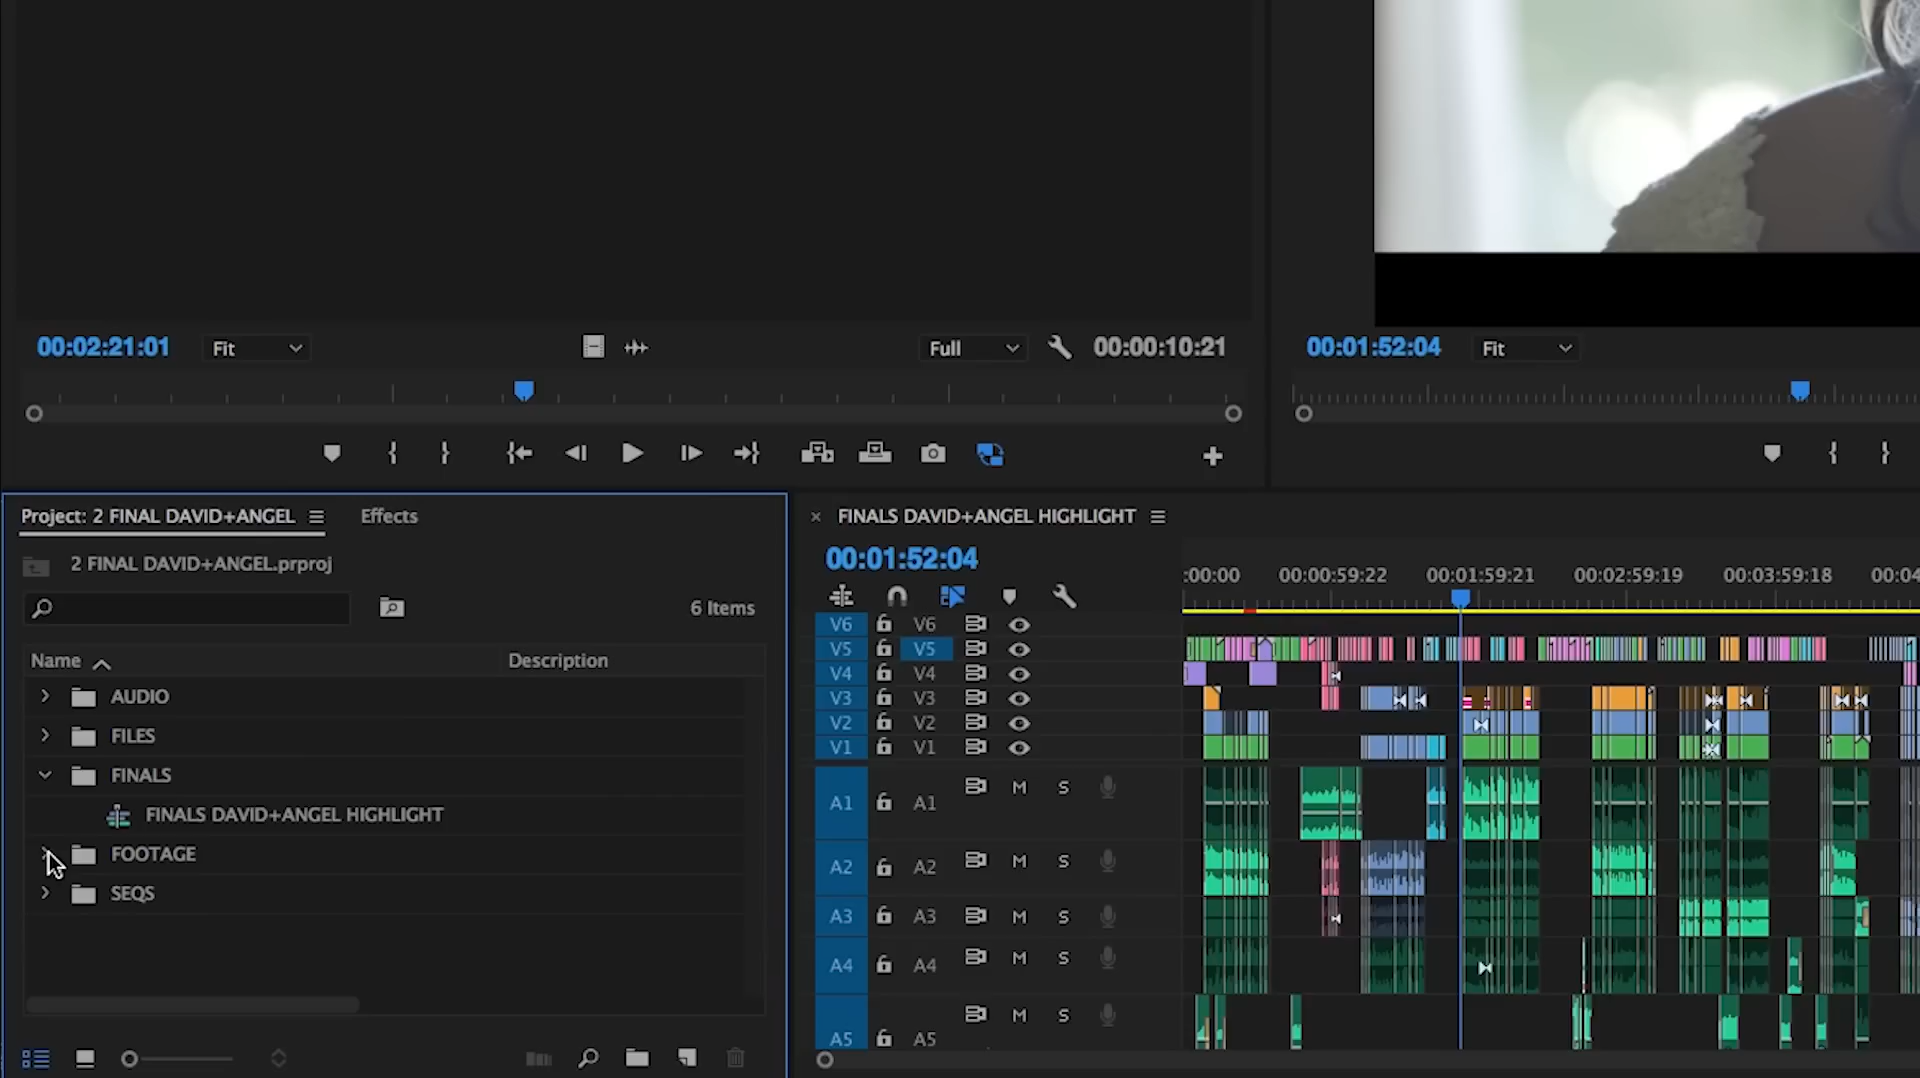 00:02:21:01 Fit Full 00:00:10:21 00:01:52:04 Fit
Project: 2 FINAL DAVID+ANGEL Effects
2 FINAL DAVID+ANGEL.prproj
6 Items
Name Description
AUDIO
FILES
FINALS
FINALS DAVID+ANGEL HIGHLIGHT
FOOTAGE
SEQS
FINALS DAVID+ANGEL HIGHLIGHT
00:01:52:04
:00:00 00:00:59:22 00:01:59:21 00:02:59:19 00:03:59:18 00:04
V6 V6
V5 V5
V4 V4
V3 V3
V2 V2
V1 V1
A1 A1 M S
A2 A2 M S
A3 A3 M S
A4 A4 M S
A5 A5 M S